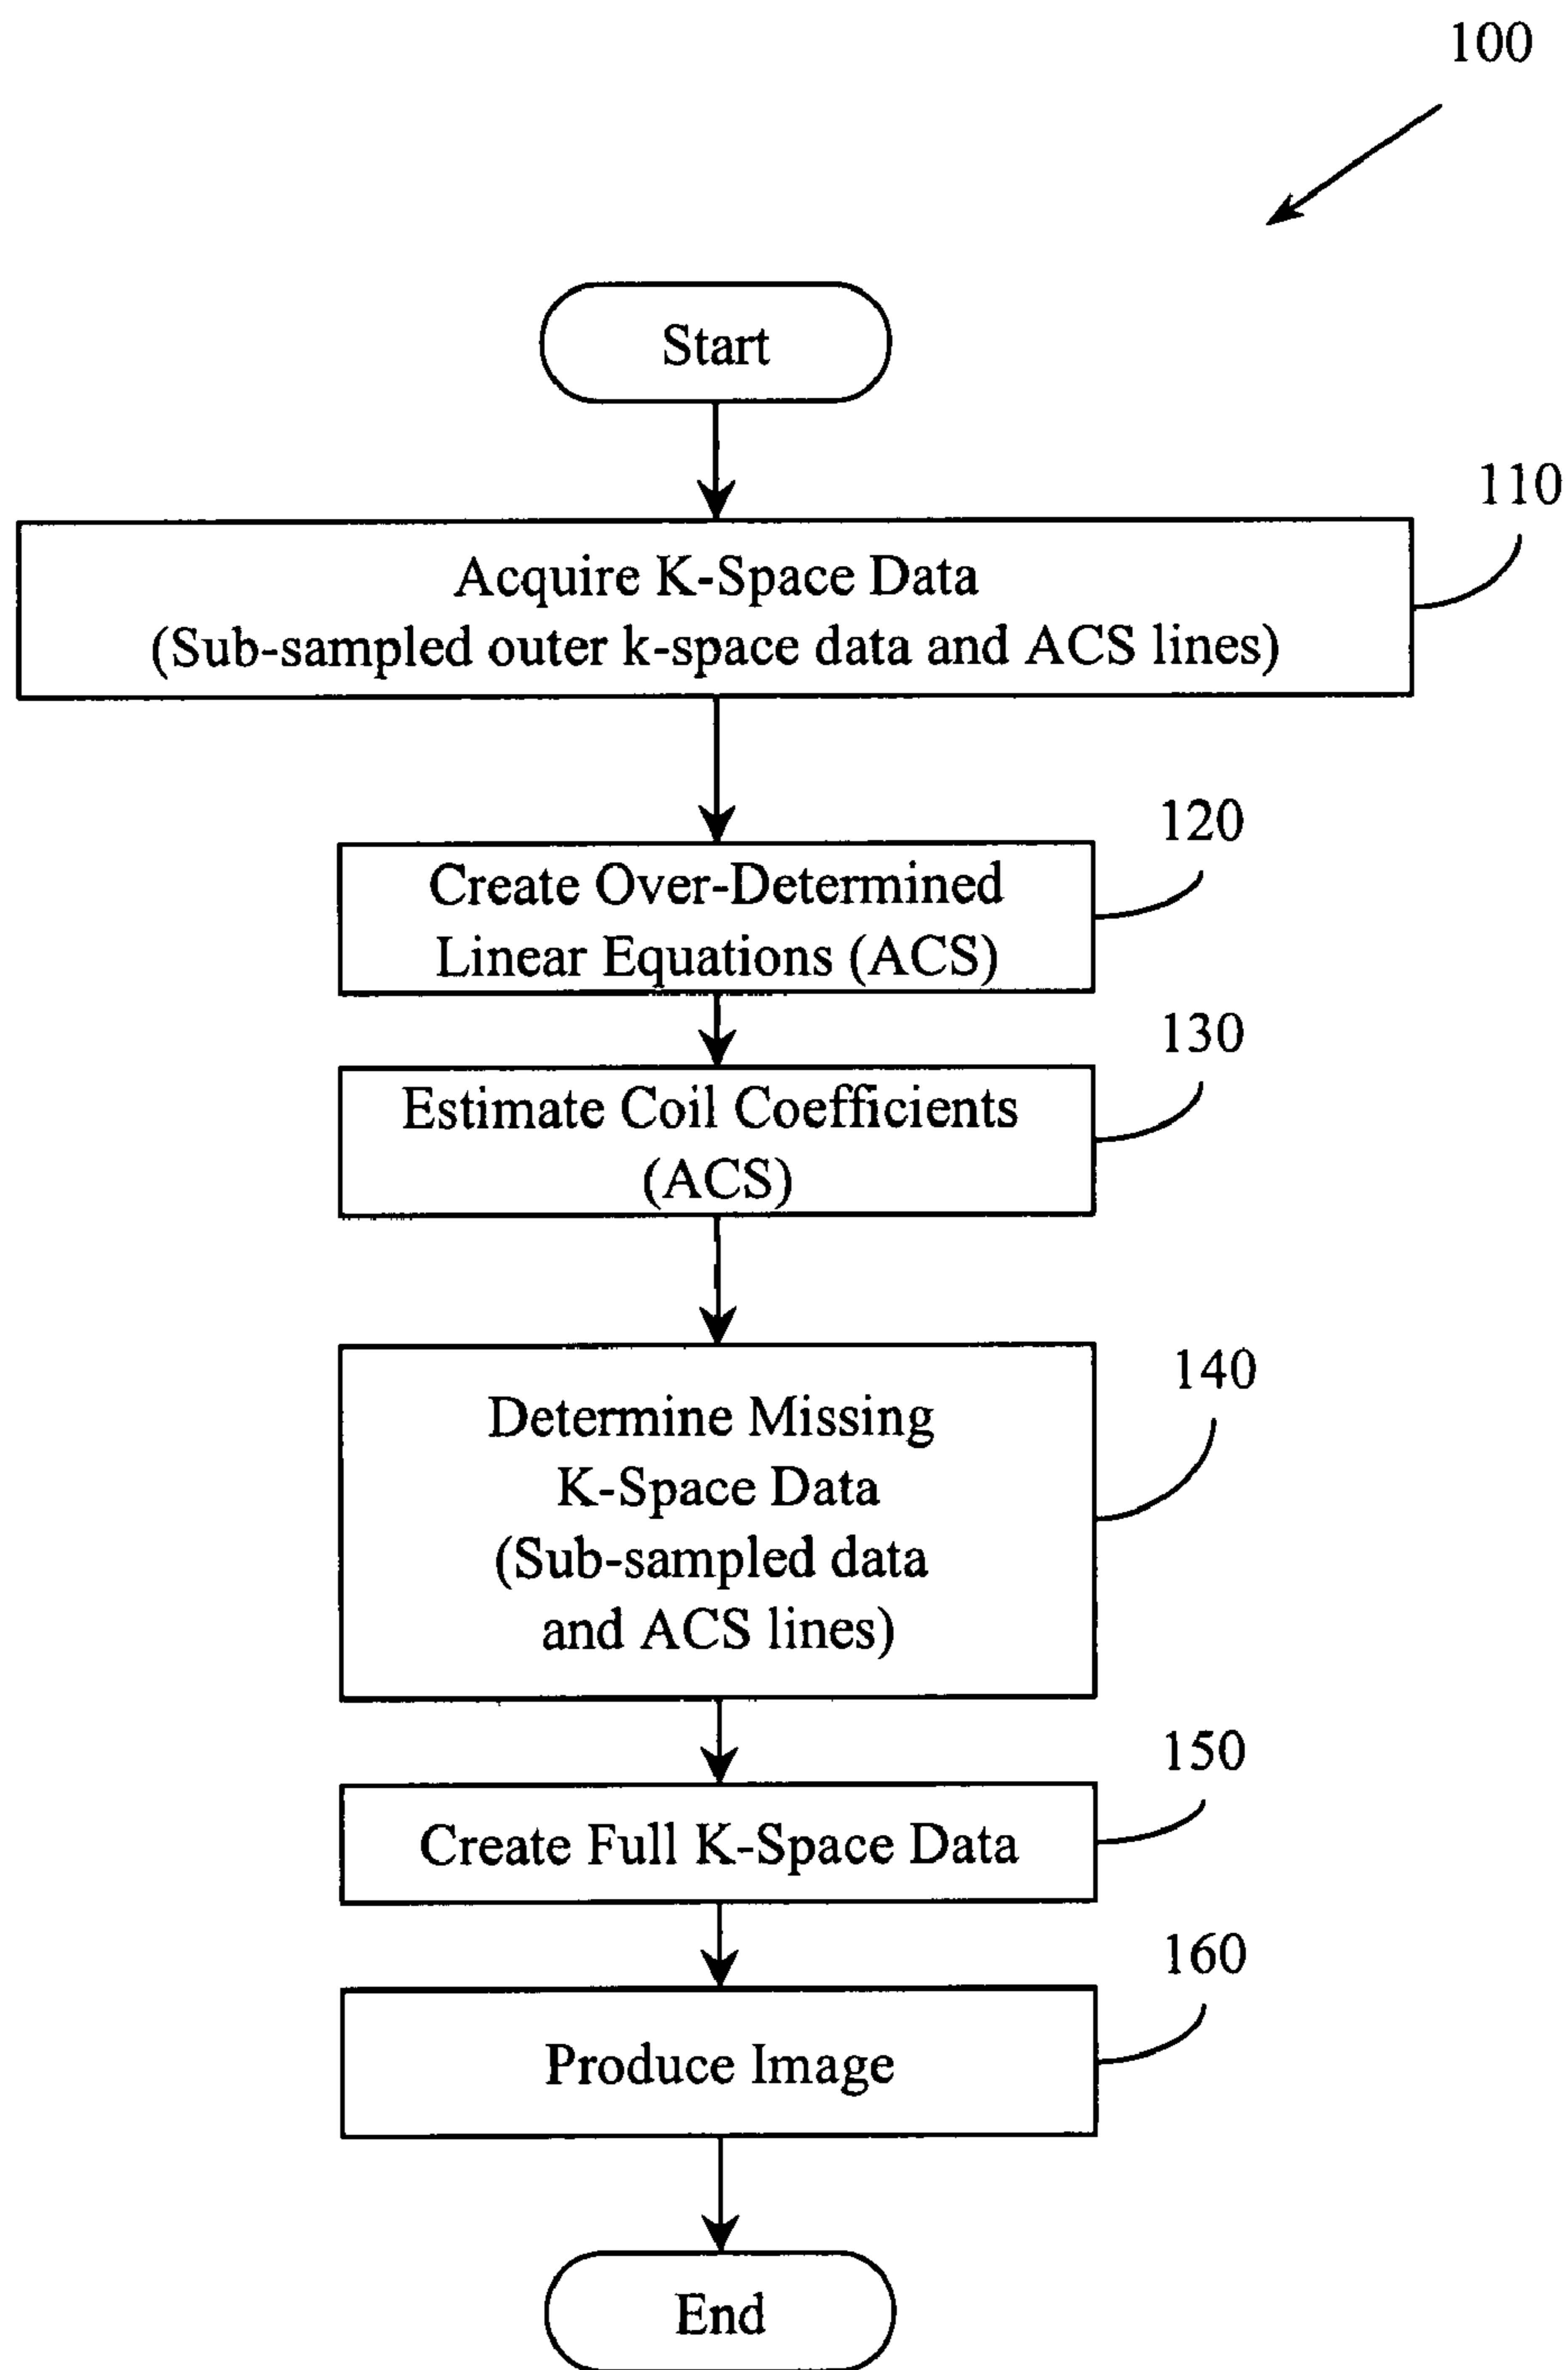 100
Start
110
Acquire K-Space Data
(Sub-sampled outer k-space data and ACS lines)
120
Create Over-Determined
Linear Equations (ACS)
130
Estimate Coil Coefficients
(ACS)
140
Determine Missing
K-Space Data
(Sub-sampled data
and ACS lines)
150
Create Full K-Space Data
160
Produce Image
End